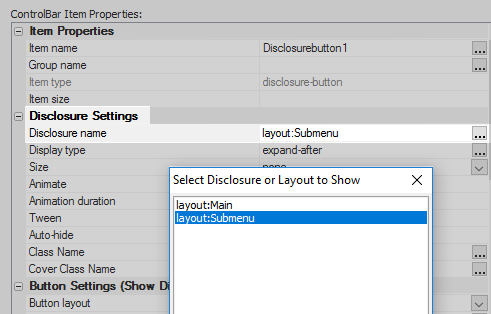 ControlBar Item Properties:
Item Properties
Item name Disclosurebutton1 ...
Group name ...
Item type disclosure-button
Item size
Disclosure Settings
Disclosure name layout:Submenu ...
Display type expand-after ...
Size none
Animate
Animation duration
Tween
Auto-hide
Class Name ...
Cover Class Name ...
Button Settings (Show Di
Button layout
Select Disclosure or Layout to Show
layout:Main
layout:Submenu